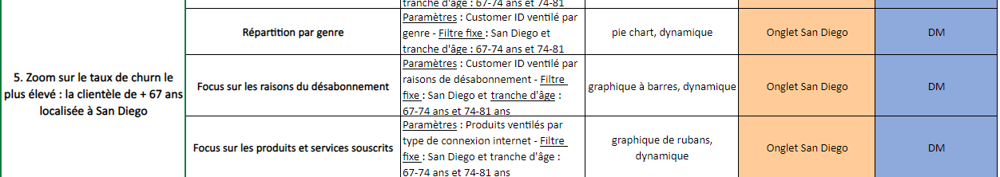 tranche d'âge : 67-74 ans et 74-81
Répartition par genre
Paramètres : Customer ID ventilé par
genre - Filtre fixe : San Diego et
tranche d'âge : 67-74 ans et 74-81
pie chart, dynamique
Onglet San Diego
DM
5. Zoom sur le taux de churn le
plus élevé : la clientèle de + 67 ans
localisée à San Diego
Focus sur les raisons du désabonnement
Paramètres : Customer ID ventilé par
raisons de désabonnement - Filtre
fixe : San Diego et tranche d'âge :
67-74 ans et 74-81 ans
graphique à barres, dynamique
Onglet San Diego
DM
Focus sur les produits et services souscrits
Paramètres : Produits ventilés par
type de connexion internet - Filtre
fixe : San Diego et tranche d'âge :
67-74 ans et 74-81 ans
graphique de rubans,
dynamique
Onglet San Diego
DM